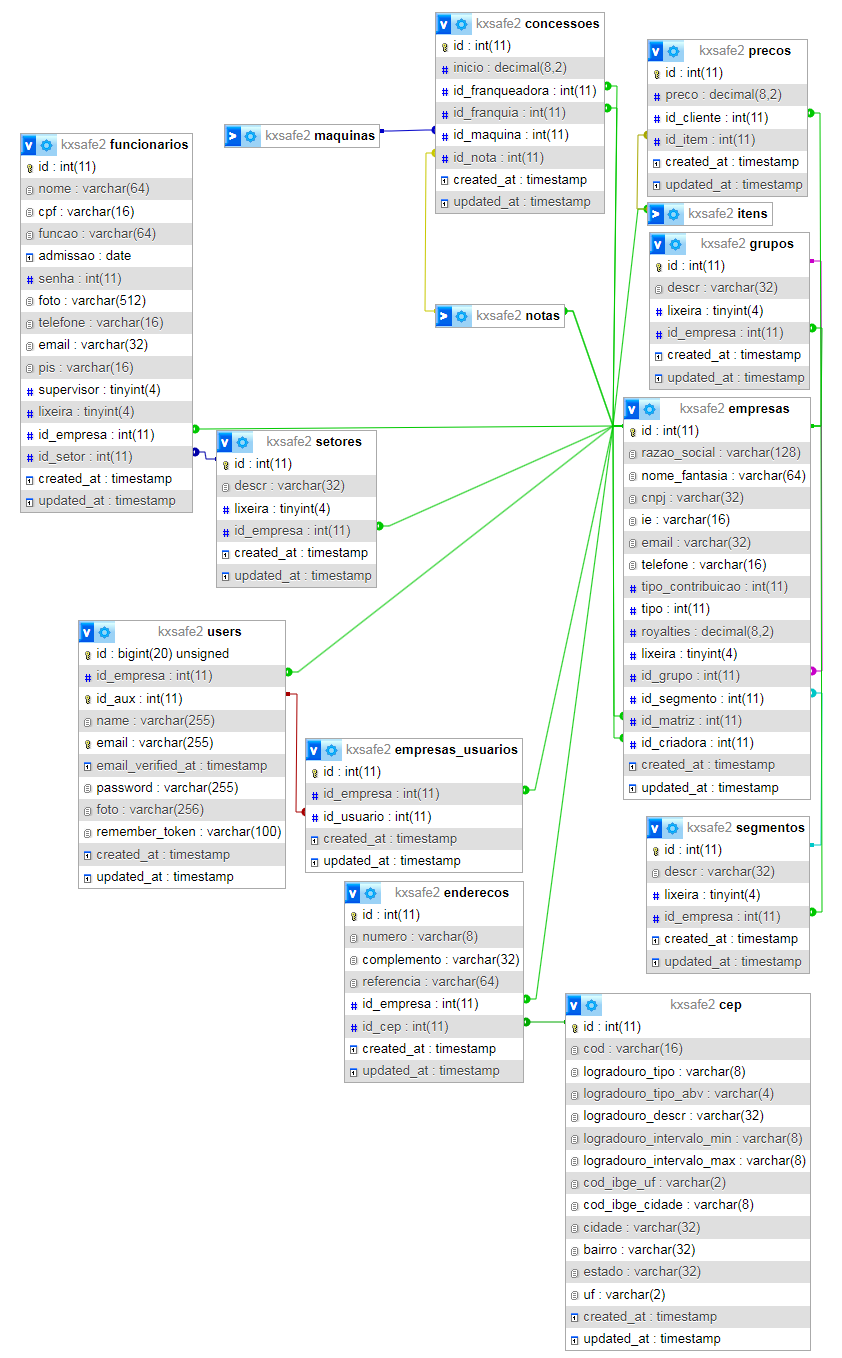 kxsafe2 concessoes
id : int(11)
inicio : decimal(8,2)
id_franqueadora : int(11)
id_franquia : int(11)
id_maquina : int(11)
id_nota : int(11)
created_at : timestamp
updated_at : timestamp
kxsafe2 precos
id : int(11)
preco : decimal(8,2)
id_cliente : int(11)
id_item : int(11)
created_at : timestamp
updated_at : timestamp
kxsafe2 maquinas
kxsafe2 funcionarios
id : int(11)
nome : varchar(64)
cpf : varchar(16)
funcao : varchar(64)
admissao : date
senha : int(11)
foto : varchar(512)
telefone : varchar(16)
email : varchar(32)
pis : varchar(16)
supervisor : tinyint(4)
lixeira : tinyint(4)
id_empresa : int(11)
id_setor : int(11)
created_at : timestamp
updated_at : timestamp
kxsafe2 itens
kxsafe2 grupos
id : int(11)
descr : varchar(32)
lixeira : tinyint(4)
id_empresa : int(11)
created_at : timestamp
updated_at : timestamp
kxsafe2 notas
kxsafe2 empresas
id : int(11)
razao_social : varchar(128)
nome_fantasia : varchar(64)
cnpj : varchar(32)
ie : varchar(16)
email : varchar(32)
telefone : varchar(16)
tipo_contribuicao : int(11)
tipo : int(11)
royalties : decimal(8,2)
lixeira : tinyint(4)
id_grupo : int(11)
id_segmento : int(11)
id_matriz : int(11)
id_criadora : int(11)
created_at : timestamp
updated_at : timestamp
kxsafe2 setores
id : int(11)
descr : varchar(32)
lixeira : tinyint(4)
id_empresa : int(11)
created_at : timestamp
updated_at : timestamp
kxsafe2 users
id : bigint(20) unsigned
id_empresa : int(11)
id_aux : int(11)
name : varchar(255)
email : varchar(255)
email_verified_at : timestamp
password : varchar(255)
foto : varchar(256)
remember_token : varchar(100)
created_at : timestamp
updated_at : timestamp
kxsafe2 empresas_usuarios
id : int(11)
id_empresa : int(11)
id_usuario : int(11)
created_at : timestamp
updated_at : timestamp
kxsafe2 segmentos
id : int(11)
descr : varchar(32)
lixeira : tinyint(4)
id_empresa : int(11)
created_at : timestamp
updated_at : timestamp
kxsafe2 enderecos
id : int(11)
numero : varchar(8)
complemento : varchar(32)
referencia : varchar(64)
id_empresa : int(11)
id_cep : int(11)
created_at : timestamp
updated_at : timestamp
kxsafe2 cep
id : int(11)
cod : varchar(16)
logradouro_tipo : varchar(8)
logradouro_tipo_abv : varchar(4)
logradouro_descr : varchar(32)
logradouro_intervalo_min : varchar(8)
logradouro_intervalo_max : varchar(8)
cod_ibge_uf : varchar(2)
cod_ibge_cidade : varchar(8)
cidade : varchar(32)
bairro : varchar(32)
estado : varchar(32)
uf : varchar(2)
created_at : timestamp
updated_at : timestamp